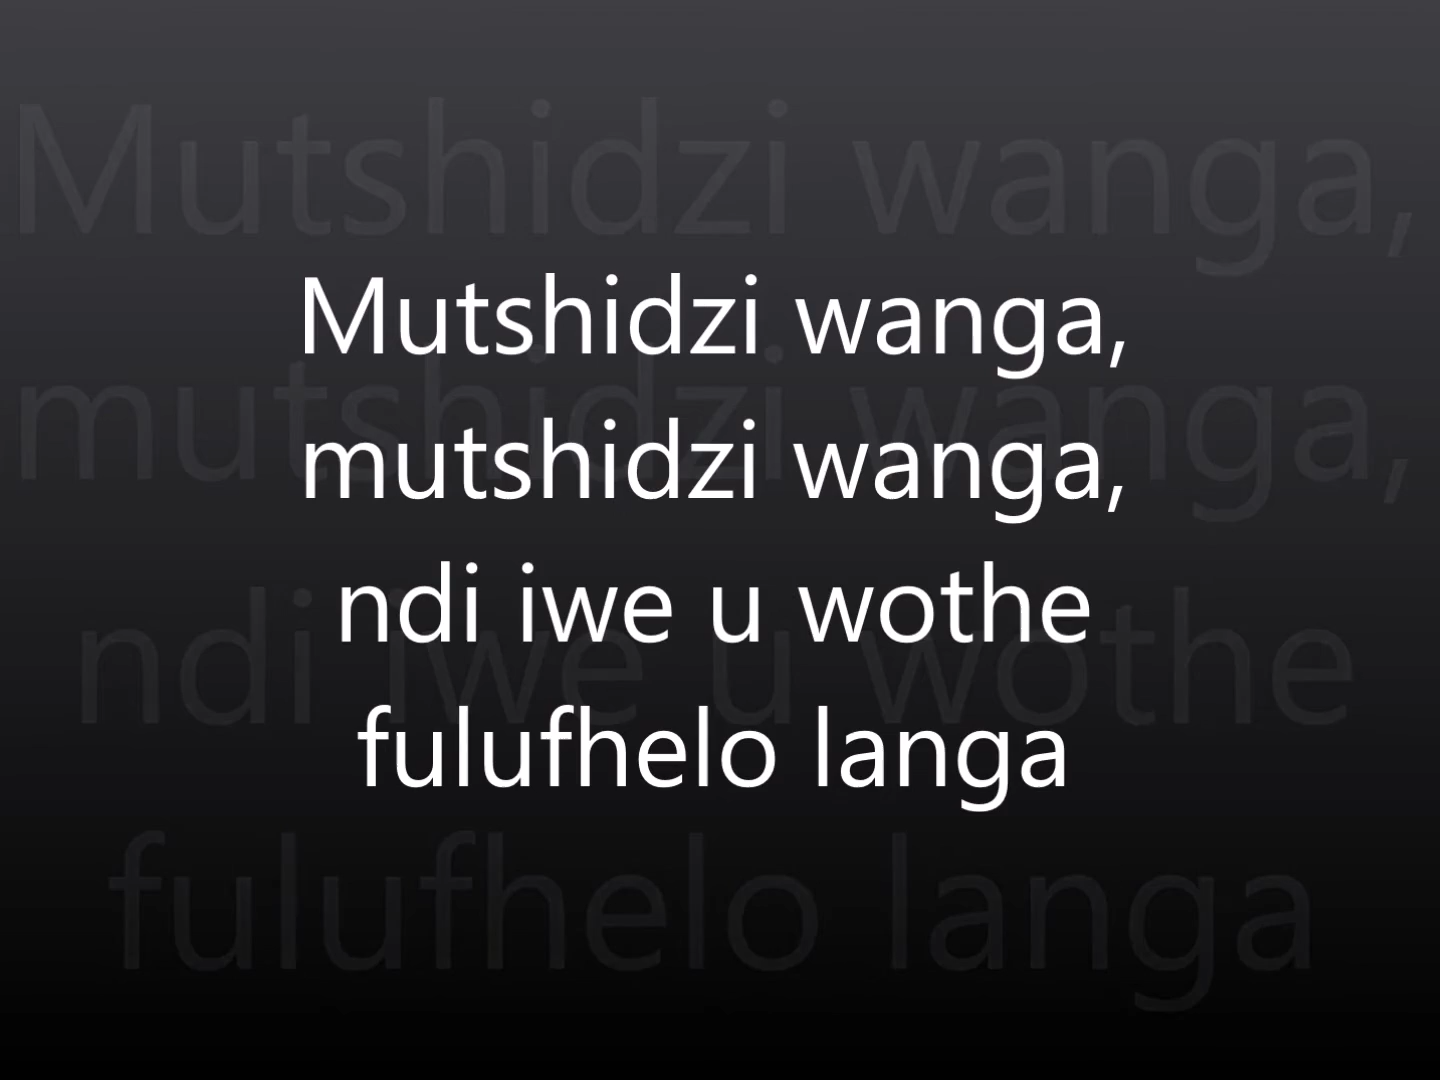 Mutshidzi wanga,
mutshidzi wanga,
ndi iwe u wothe
fulufhelo langa